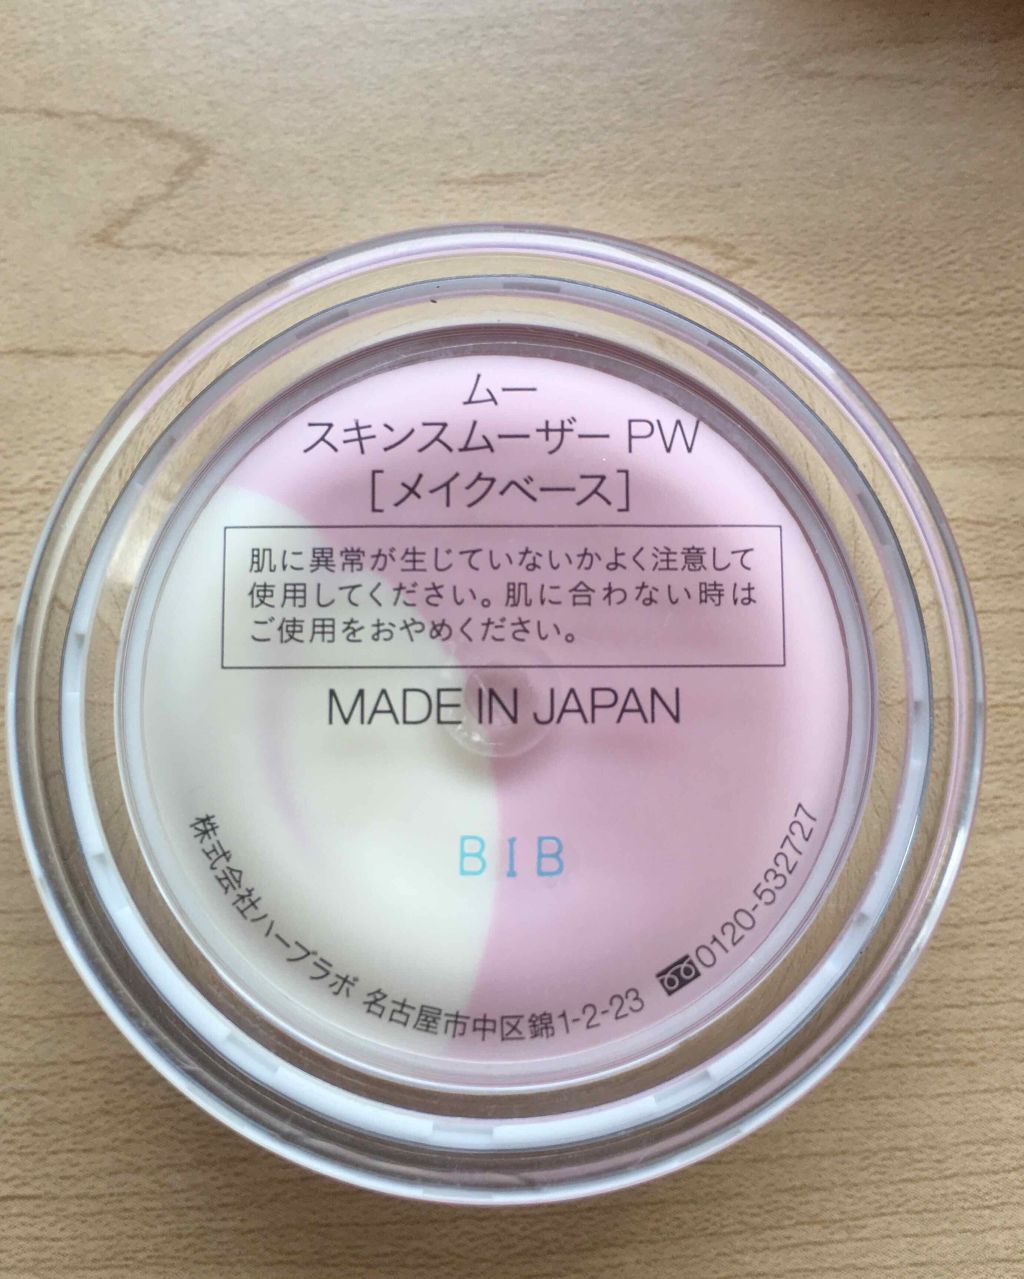 ムー
スキンスムーザー PW
[メイクベース]
肌に異常が生じていないかよく注意して
使用してください。肌に合わない時は
ご使用をおやめください。
MADE IN JAPAN
BIB
株式会社ハープラボ 名古屋市中区錦1-2-23 0120-532727